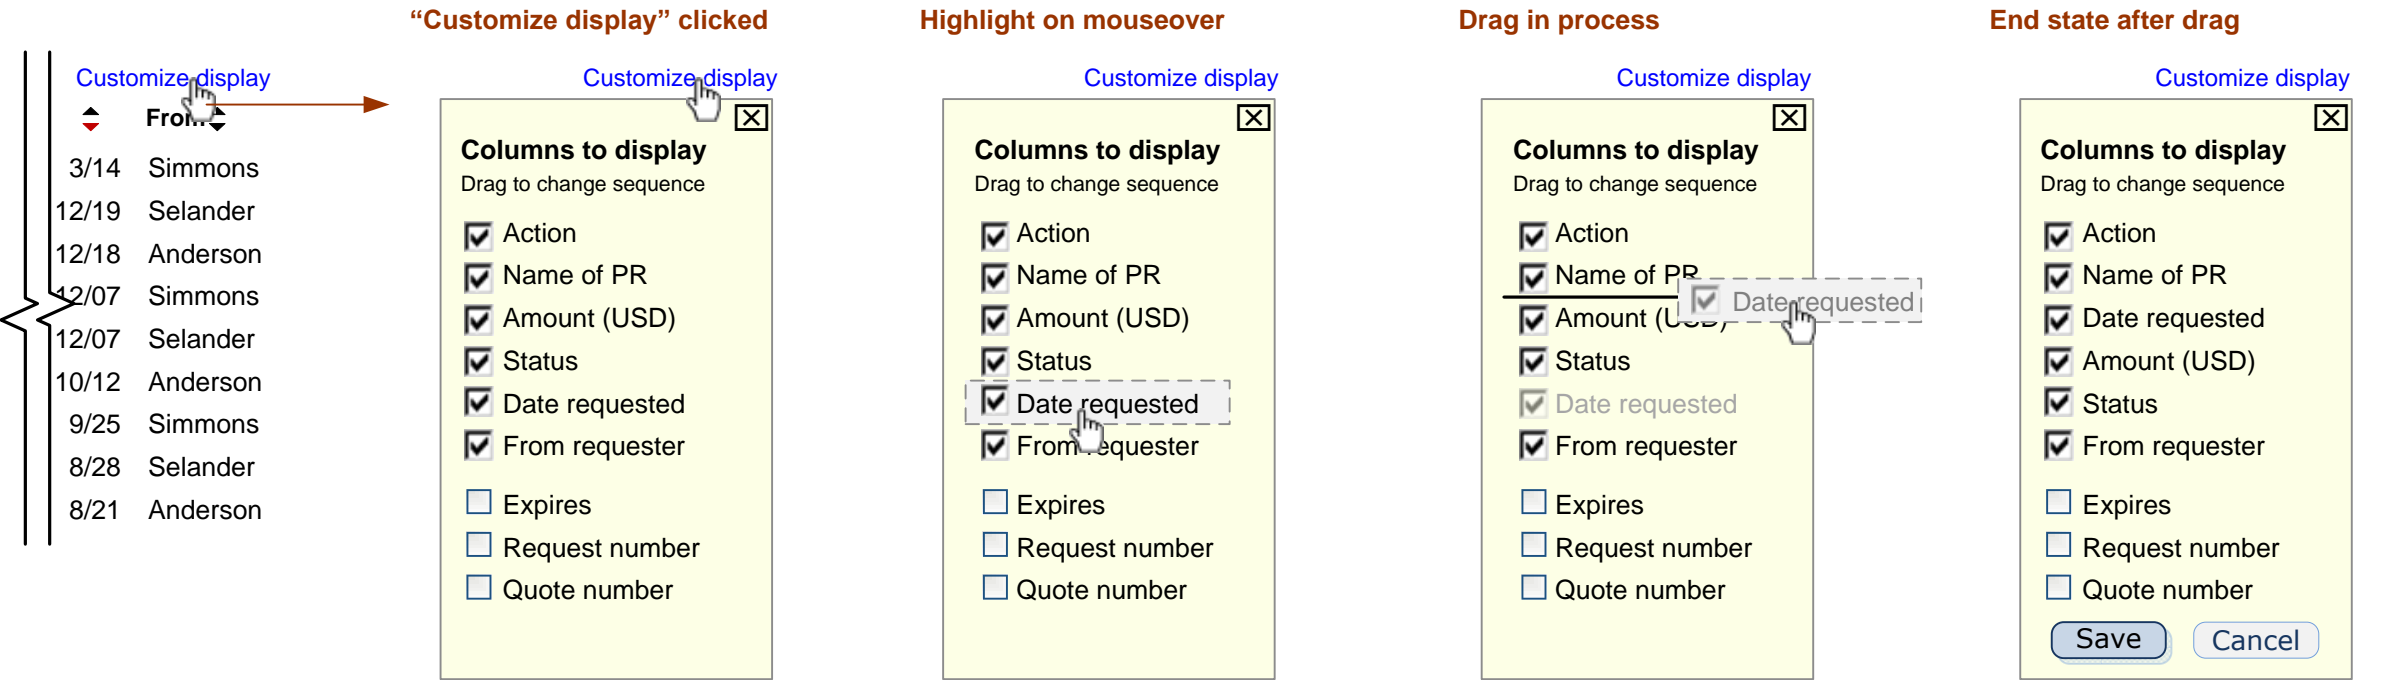 “Customize display” clicked
Highlight on mouseover
Drag in process
End state after drag
Customize display
From
3/14 Simmons
12/19 Selander
12/18 Anderson
12/07 Simmons
12/07 Selander
10/12 Anderson
9/25 Simmons
8/28 Selander
8/21 Anderson
Customize display
Columns to display
Drag to change sequence
Action
Name of PR
Amount (USD)
Status
Date requested
From requester
Expires
Request number
Quote number
Customize display
Columns to display
Drag to change sequence
Action
Name of PR
Amount (USD)
Status
Date requested
From requester
Expires
Request number
Quote number
Customize display
Columns to display
Drag to change sequence
Action
Name of PR
Date requested
Amount (USD)
Status
Date requested
From requester
Expires
Request number
Quote number
Customize display
Columns to display
Drag to change sequence
Action
Name of PR
Date requested
Amount (USD)
Status
From requester
Expires
Request number
Quote number
Save Cancel